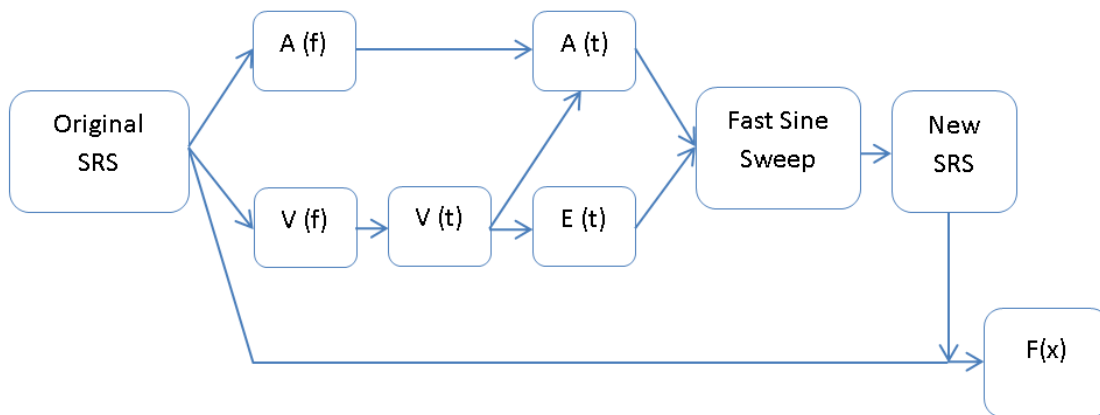 A (f)
A (t)
Original
SRS
Fast Sine
Sweep
New
SRS
V (f)
V (t)
E (t)
F(x)